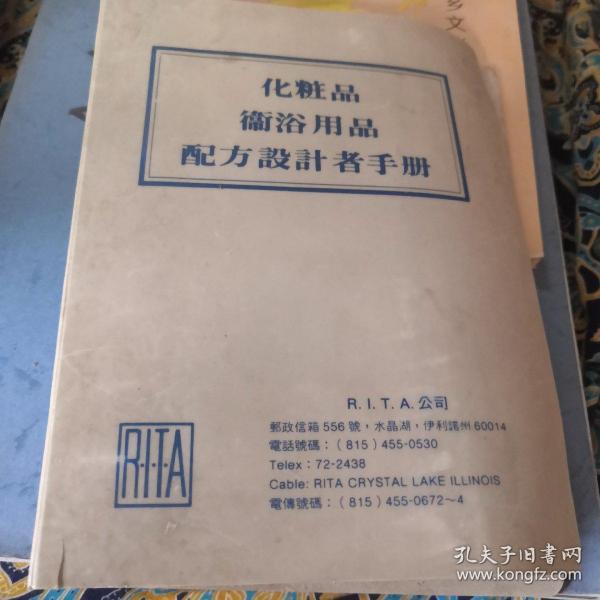 乡文
化粧品
衞浴用品
配方設計者手册
R.I.T.A.公司
郵政信箱556號，水晶湖，伊利諾州60014
電話號碼：(815)455-0530
Telex：72-2438
Cable: RITA CRYSTAL LAKE ILLINOIS
電傳號碼：(815)455-0672～4
R·I·T·A
孔夫子旧书网
www.kongfz.com